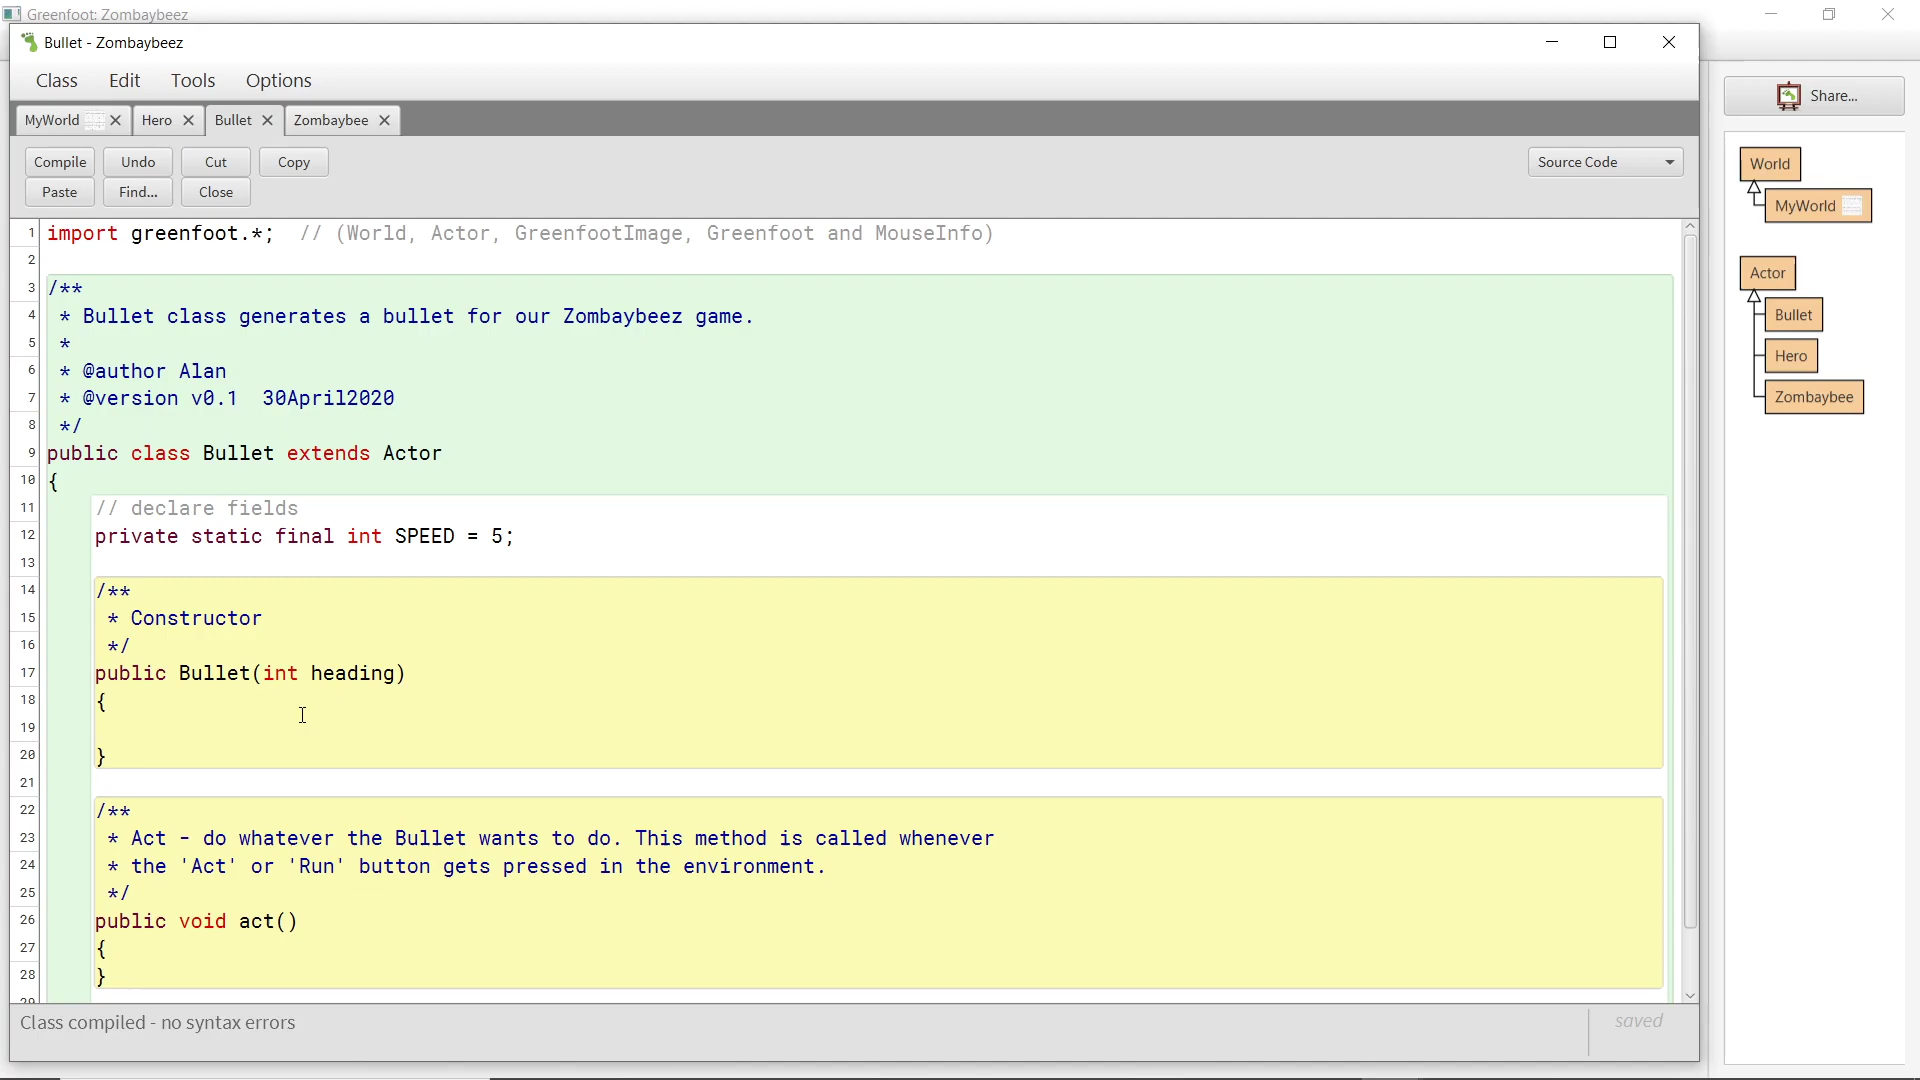 Greenfoot: Zombaybeez
Bullet - Zombaybeez
Class Edit Tools Options
MyWorld Hero Bullet Zombaybee
Compile Undo Cut Copy
Source Code
Paste Find... Close
Share...
World
MyWorld
Actor
Bullet
Hero
Zombaybee
1 import greenfoot.*;  // (World, Actor, GreenfootImage, Greenfoot and MouseInfo)
2
3 /**
4  * Bullet class generates a bullet for our Zombaybeez game.
5  *
6  * @author Alan
7  * @version v0.1  30April2020
8  */
9 public class Bullet extends Actor
10 {
11     // declare fields
12     private static final int SPEED = 5;
13
14     /**
15      * Constructor
16      */
17     public Bullet(int heading)
18     {
19
20     }
21
22     /**
23      * Act - do whatever the Bullet wants to do. This method is called whenever
24      * the 'Act' or 'Run' button gets pressed in the environment.
25      */
26     public void act()
27     {
28     }
29
Class compiled - no syntax errors
saved